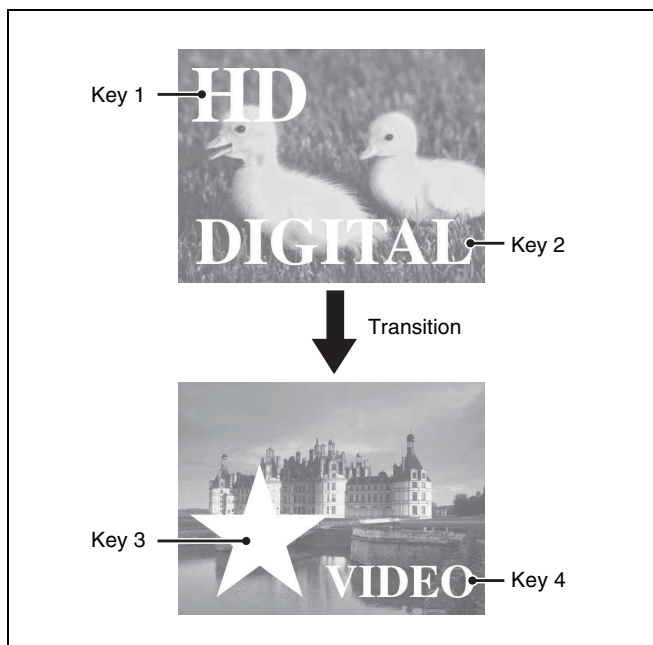 HD
Key 1
DIGITAL
Key 2
Transition
Key 3
VIDEO
Key 4